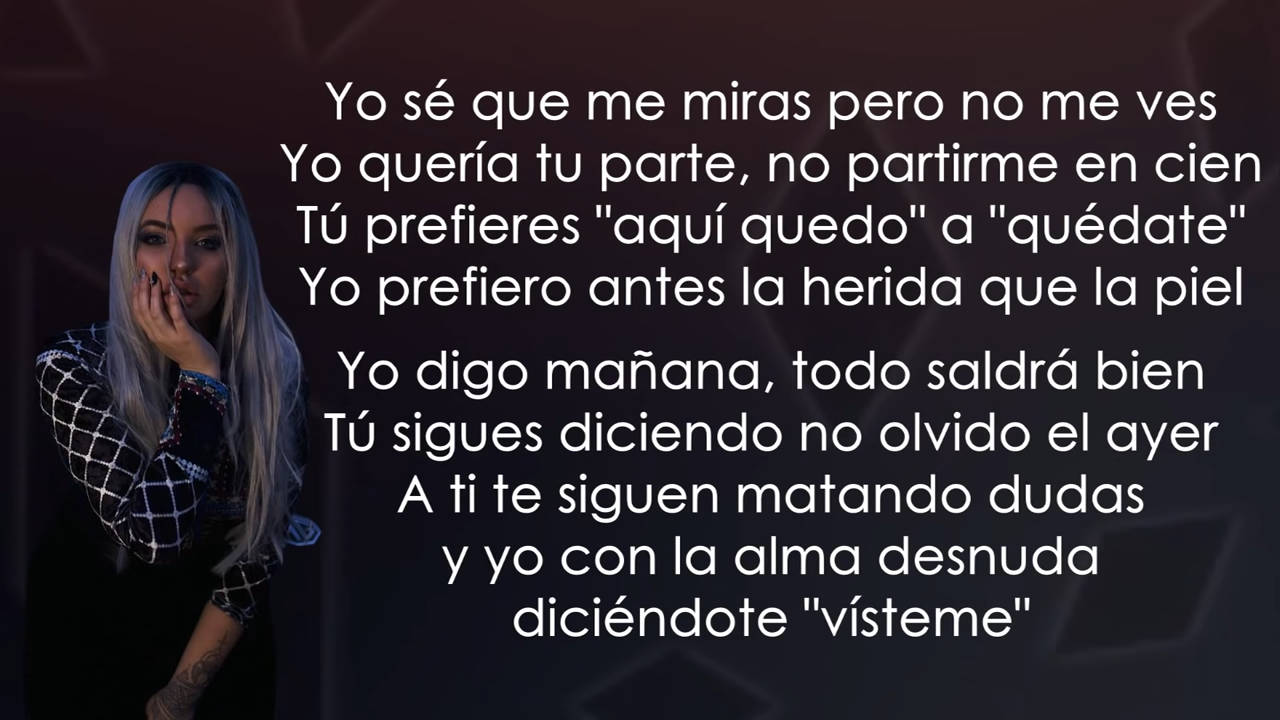 Yo sé que me miras pero no me ves
Yo quería tu parte, no partirme en cien
Tú prefieres "aquí quedo" a "quédate"
Yo prefiero antes la herida que la piel
Yo digo mañana, todo saldrá bien
Tú sigues diciendo no olvido el ayer
A ti te siguen matando dudas
y yo con la alma desnuda
diciéndote "vísteme"